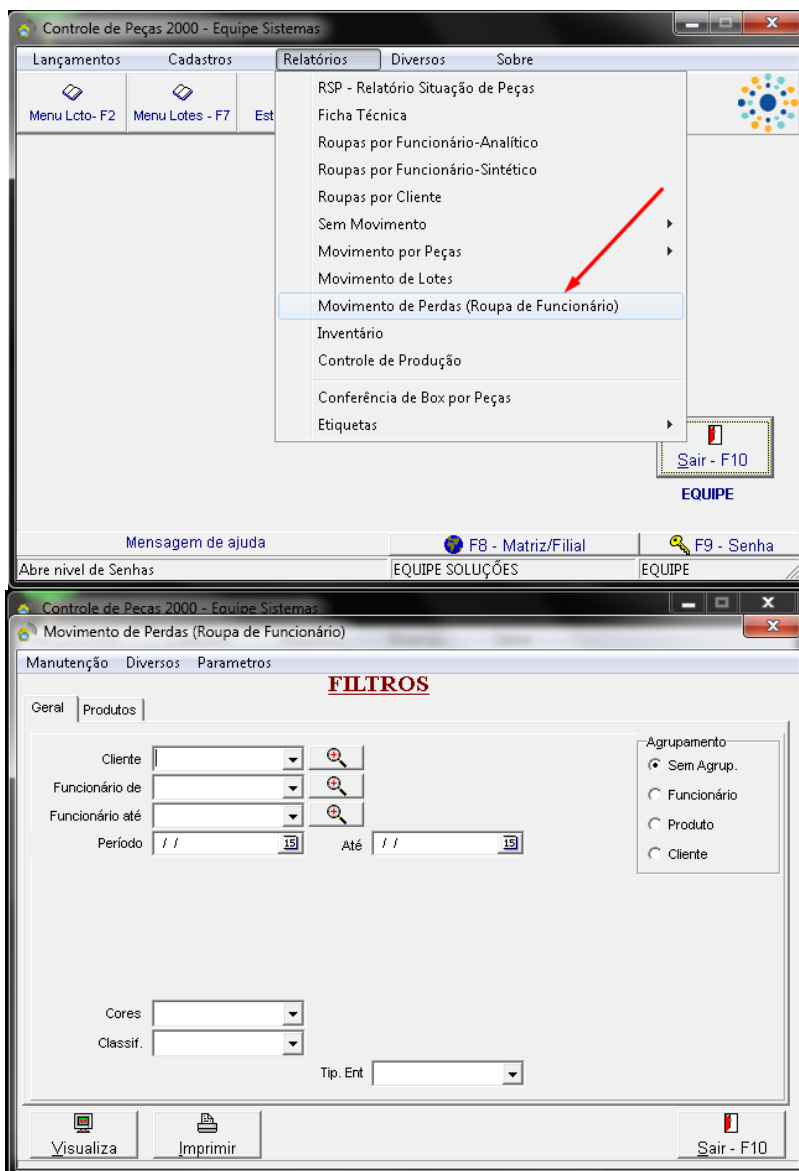 Controle de Peças 2000 - Equipe Sistemas
Lançamentos Cadastros Relatórios Diversos Sobre
Menu Lcto- F2 Menu Lotes - F7 Est
RSP - Relatório Situação de Peças
Ficha Técnica
Roupas por Funcionário-Analítico
Roupas por Funcionário-Sintético
Roupas por Cliente
Sem Movimento
Movimento por Peças
Movimento de Lotes
Movimento de Perdas (Roupa de Funcionário)
Inventário
Controle de Produção
Conferência de Box por Peças
Etiquetas
Sair - F10
EQUIPE
Mensagem de ajuda F8 - Matriz/Filial F9 - Senha
Abre nivel de Senhas EQUIPE SOLUÇÕES EQUIPE
Controle de Peças 2000 - Equipe Sistemas
Movimento de Perdas (Roupa de Funcionário)
Manutenção Diversos Parametros
FILTROS
Geral Produtos
Cliente
Funcionário de
Funcionário até
Período / / 15 Até / / 15
Agrupamento
Sem Agrup.
Funcionário
Produto
Cliente
Cores
Classif.
Tip. Ent
Visualiza Imprimir Sair - F10